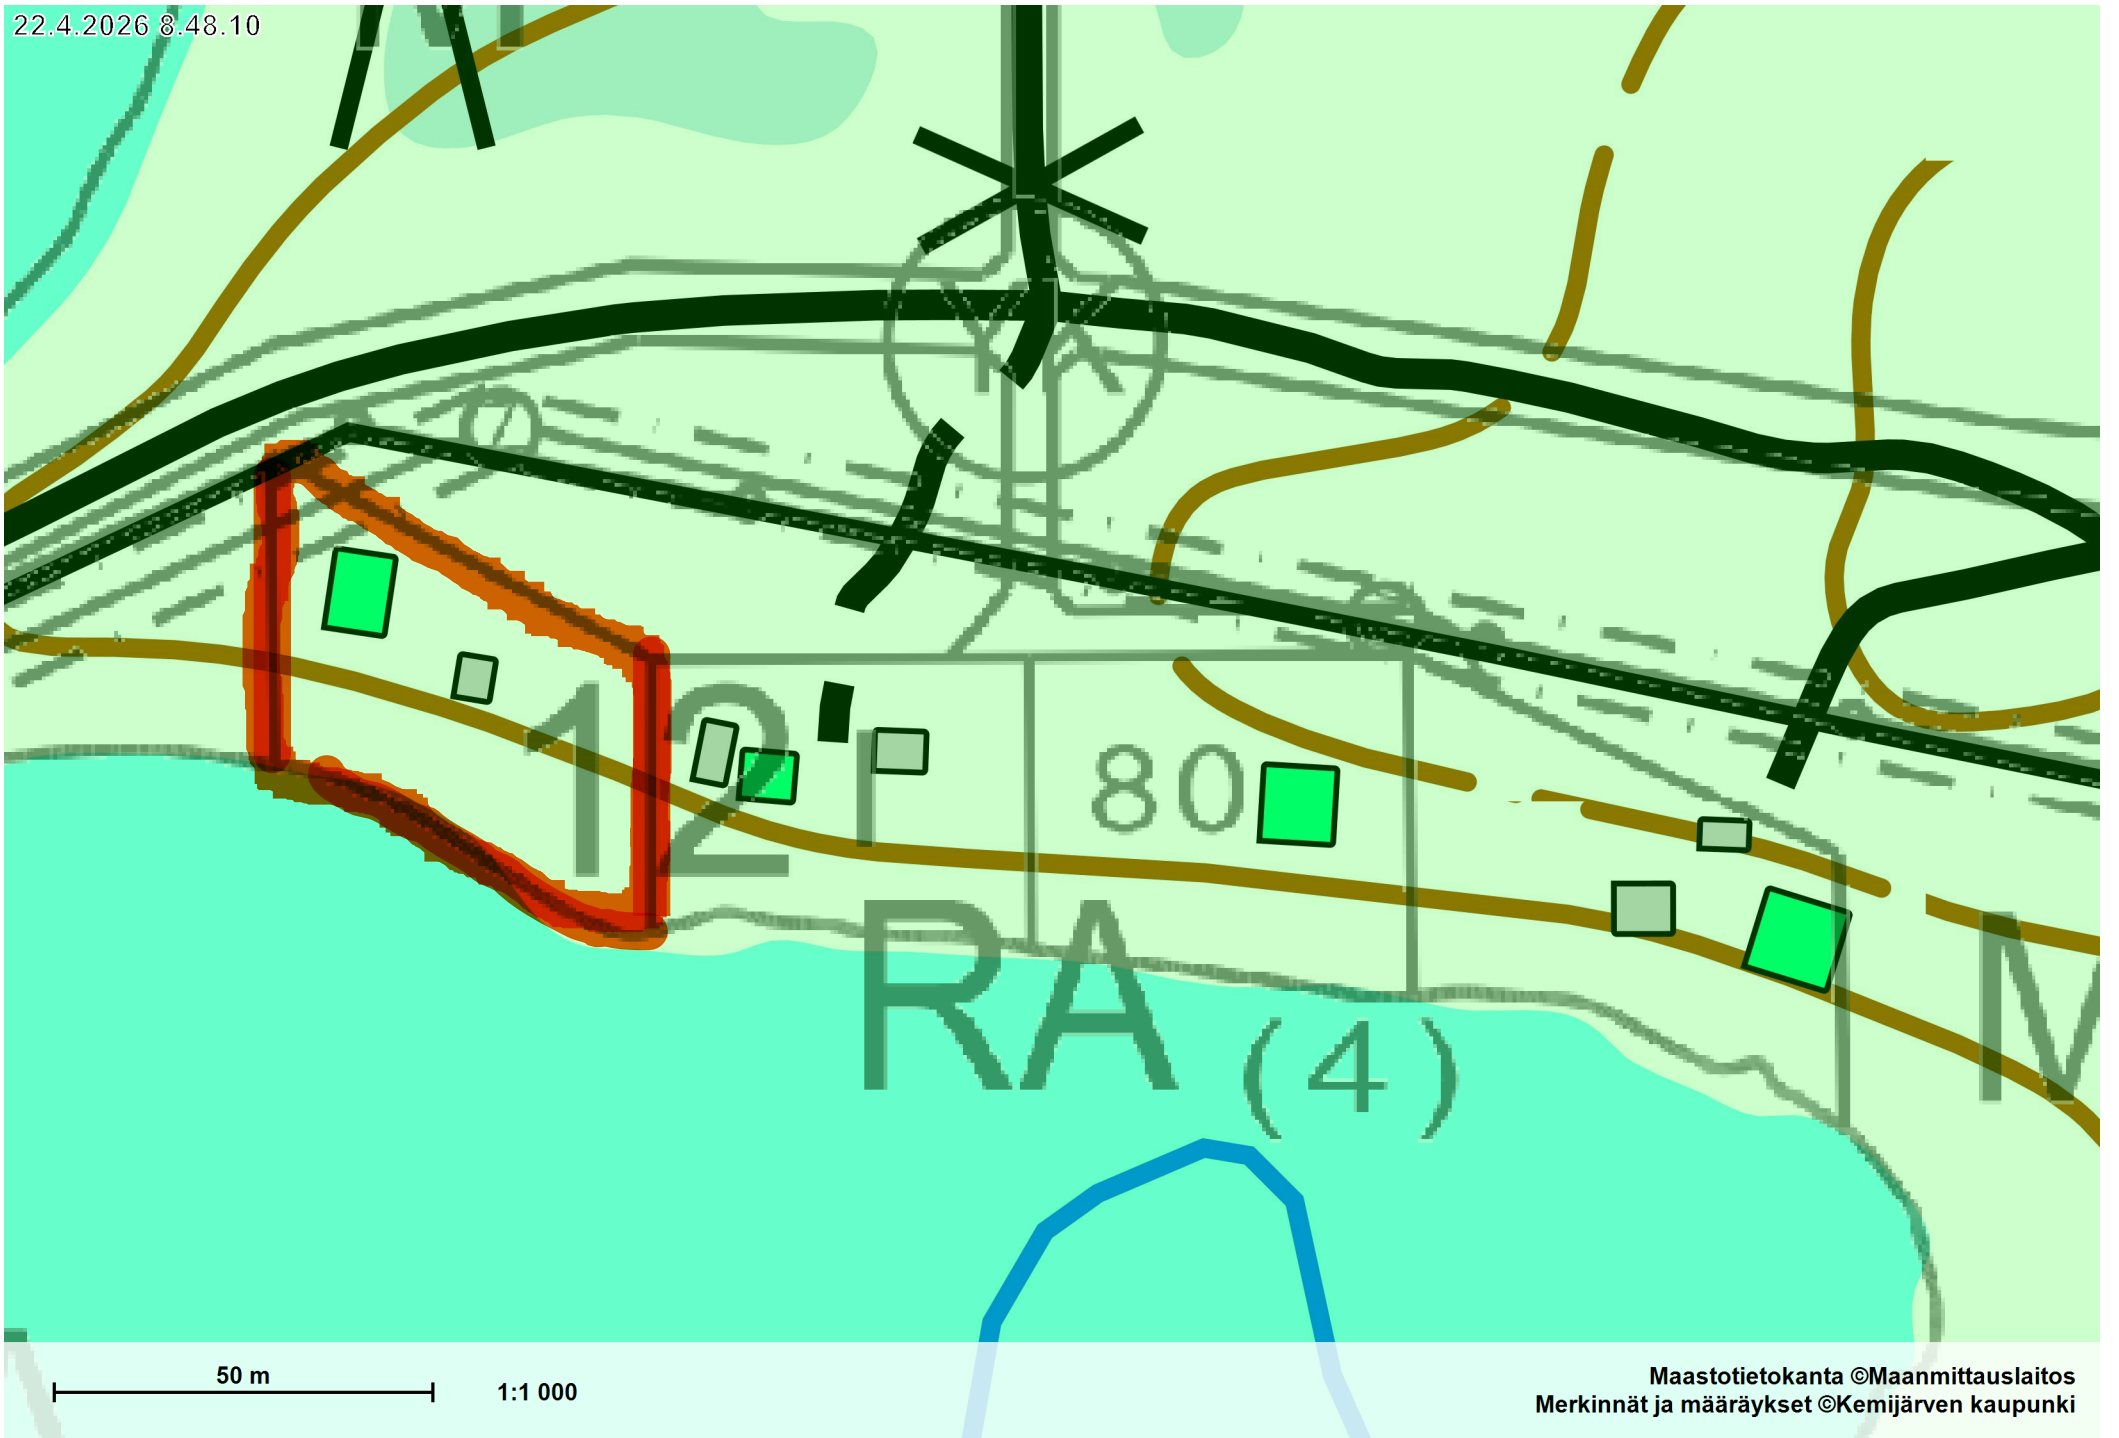 22.4.2026 8.48.10
YK
12
I
80
RA (4)
M
50 m
1:1 000
Maastotietokanta ©Maanmittauslaitos
Merkinnät ja määräykset ©Kemijärven kaupunki